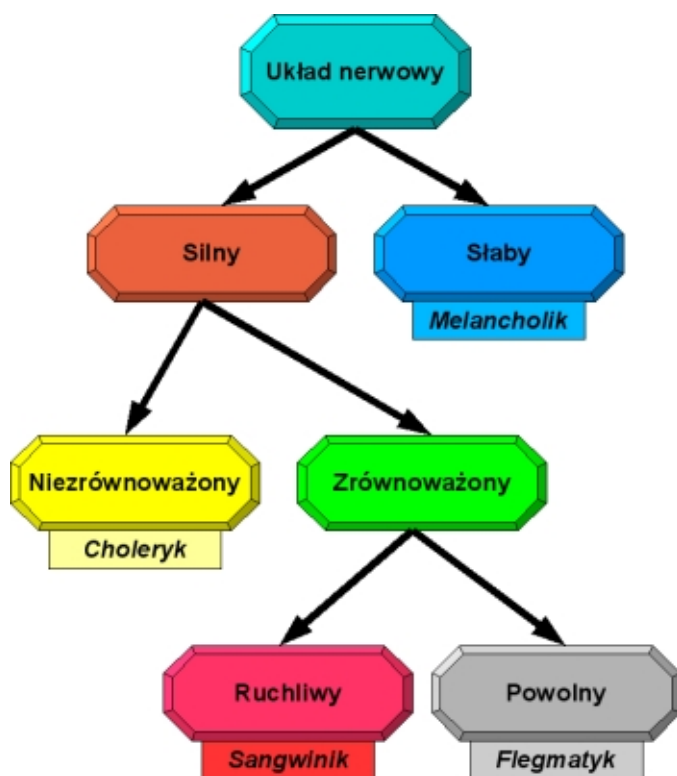 Układ nerwowy
Silny
Słaby
Melancholik
Niezrównoważony
Zrównoważony
Choleryk
Ruchliwy
Powolny
Sangwinik
Flegmatyk